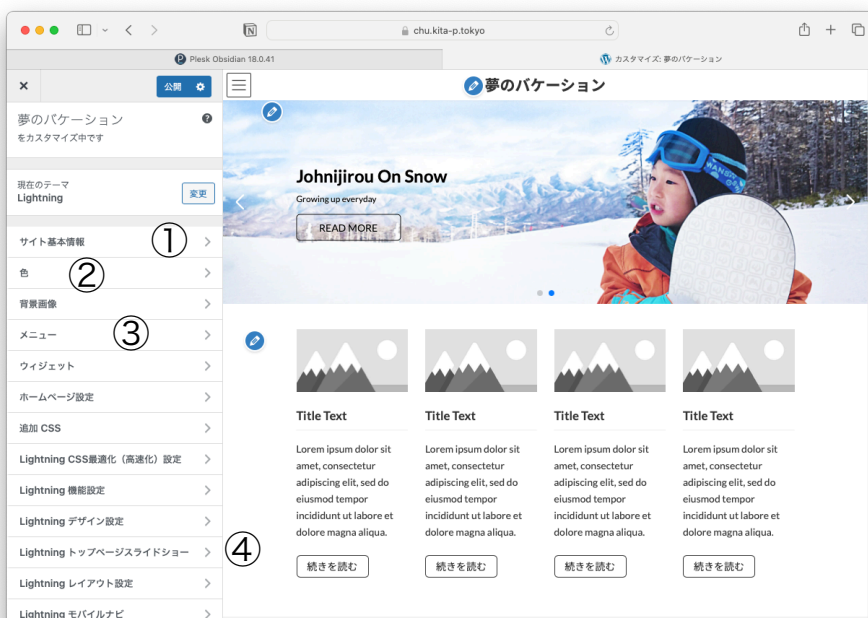 chu.kita-p.tokyo
Plesk Obsidian 18.0.41
カスタマイズ: 夢のバケーション
公開
夢のバケーション
をカスタマイズ中です
現在のテーマ
Lightning
変更
サイト基本情報
①
色
②
背景画像
メニュー
③
ウィジェット
ホームページ設定
追加 CSS
Lightning CSS最適化（高速化）設定
Lightning 機能設定
Lightning デザイン設定
Lightning トップページスライドショー
④
Lightning レイアウト設定
Lightning モバイルナビ
夢のバケーション
Johnijirou On Snow
Growing up everyday
READ MORE
Title Text
Lorem ipsum dolor sit
amet, consectetur
adipiscing elit, sed do
eiusmod tempor
incididunt ut labore et
dolore magna aliqua.
続きを読む
Title Text
Lorem ipsum dolor sit
amet, consectetur
adipiscing elit, sed do
eiusmod tempor
incididunt ut labore et
dolore magna aliqua.
続きを読む
Title Text
Lorem ipsum dolor sit
amet, consectetur
adipiscing elit, sed do
eiusmod tempor
incididunt ut labore et
dolore magna aliqua.
続きを読む
Title Text
Lorem ipsum dolor sit
amet, consectetur
adipiscing elit, sed do
eiusmod tempor
incididunt ut labore et
dolore magna aliqua.
続きを読む